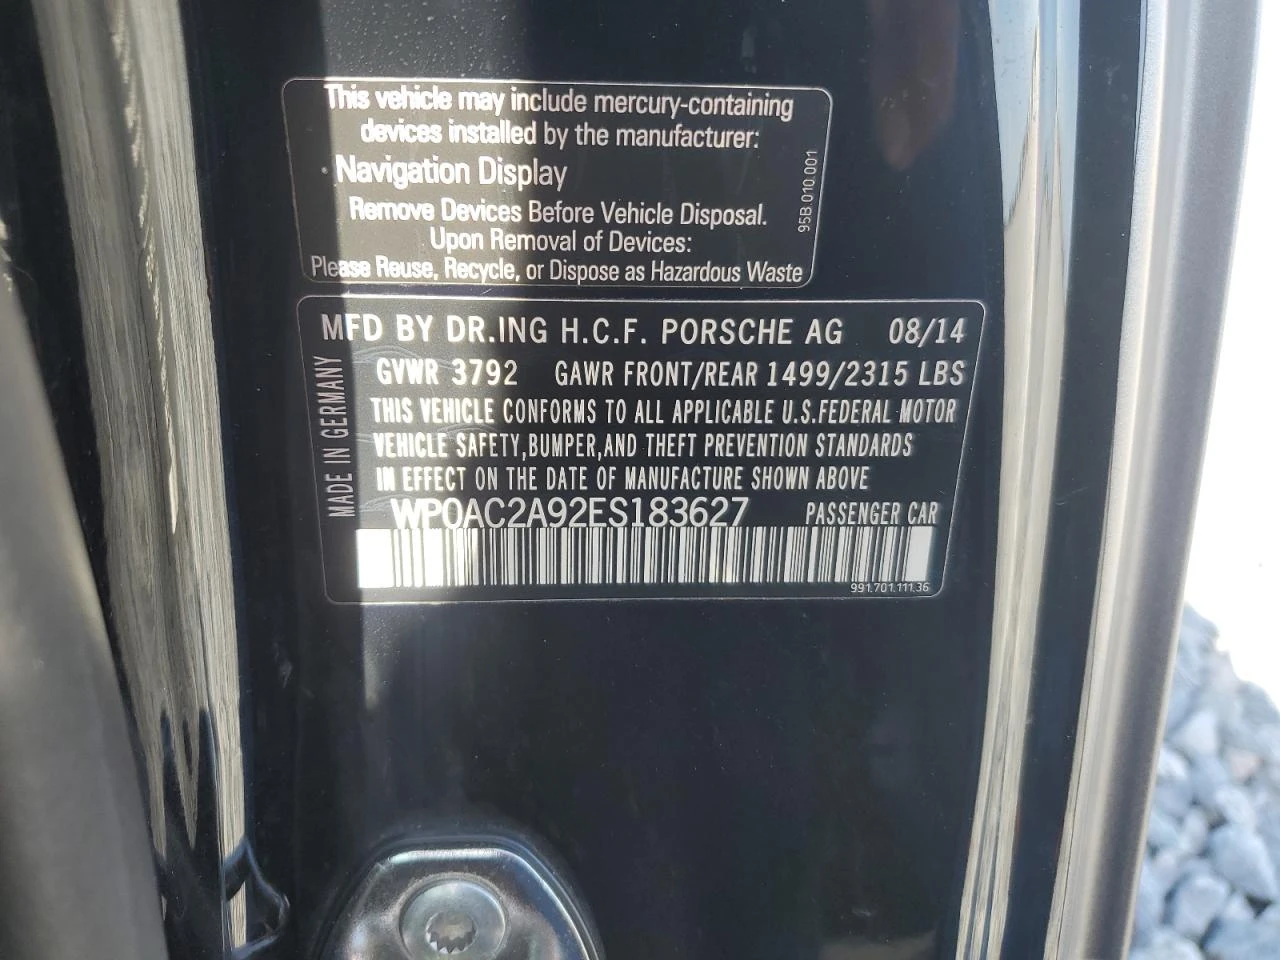 This vehicle may include mercury-containing
devices installed by the manufacturer:
Navigation Display
Remove Devices Before Vehicle Disposal.
Upon Removal of Devices:
Please Reuse, Recycle, or Dispose as Hazardous Waste
95B.010.001
MFD BY DR.ING H.C.F. PORSCHE AG 08/14
GVWR 3792 GAWR FRONT/REAR 1499/2315 LBS
THIS VEHICLE CONFORMS TO ALL APPLICABLE U.S.FEDERAL MOTOR
VEHICLE SAFETY,BUMPER,AND THEFT PREVENTION STANDARDS
IN EFFECT ON THE DATE OF MANUFACTURE SHOWN ABOVE
WP0AC2A92ES183627 PASSENGER CAR
MADE IN GERMANY
991.701.111.36